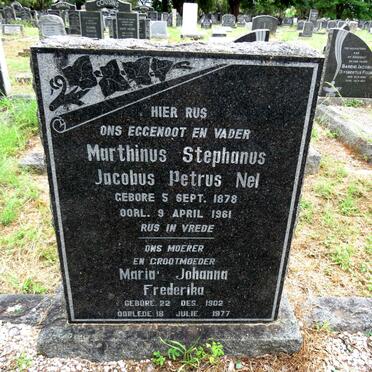 HIER RUS
ONS EGGENOOT EN VADER
Marthinus Stephanus
Jacobus Petrus Nel
GEBORE 5 SEPT. 1878
OORL. 9 APRIL 1961
RUS IN VREDE
ONS MOEDER
EN GROOTMOEDER
Maria Johanna
Frederika
GEBORE 22 DES. 1902
OORLEDE 18 JULIE 1977